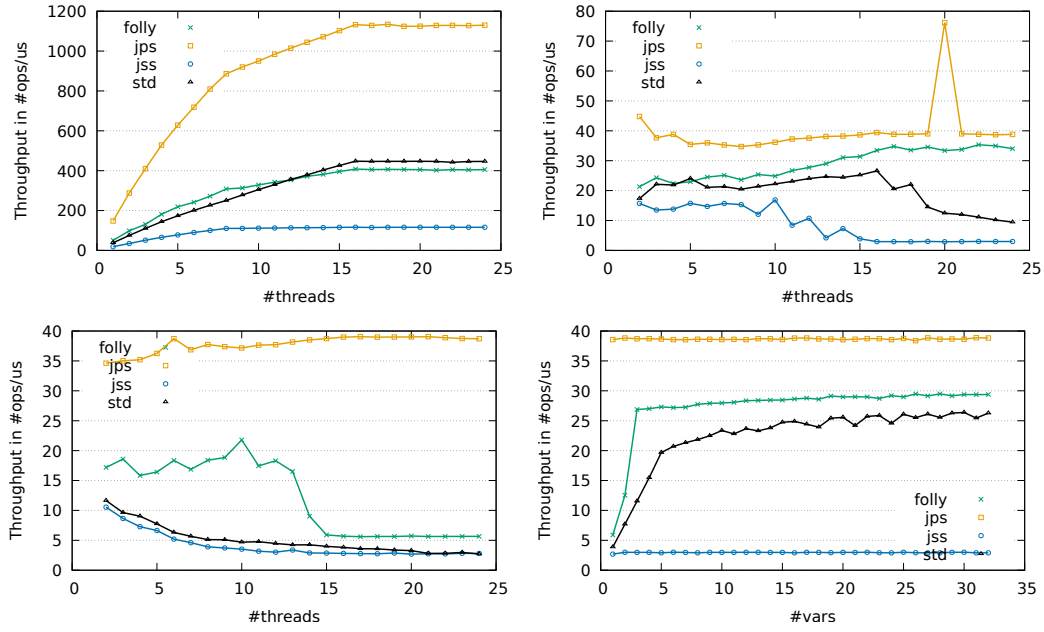 1200
1000
800
600
400
200
0
0 5 10 15 20 25
Throughput in #ops/us
#threads
folly
jps
jss
std
80
70
60
50
40
30
20
10
0
0 5 10 15 20 25
Throughput in #ops/us
#threads
folly
jps
jss
std
40
35
30
25
20
15
10
5
0
0 5 10 15 20 25
Throughput in #ops/us
#threads
folly
jps
jss
std
40
35
30
25
20
15
10
5
0
0 5 10 15 20 25 30 35
Throughput in #ops/us
#vars
folly
jps
jss
std